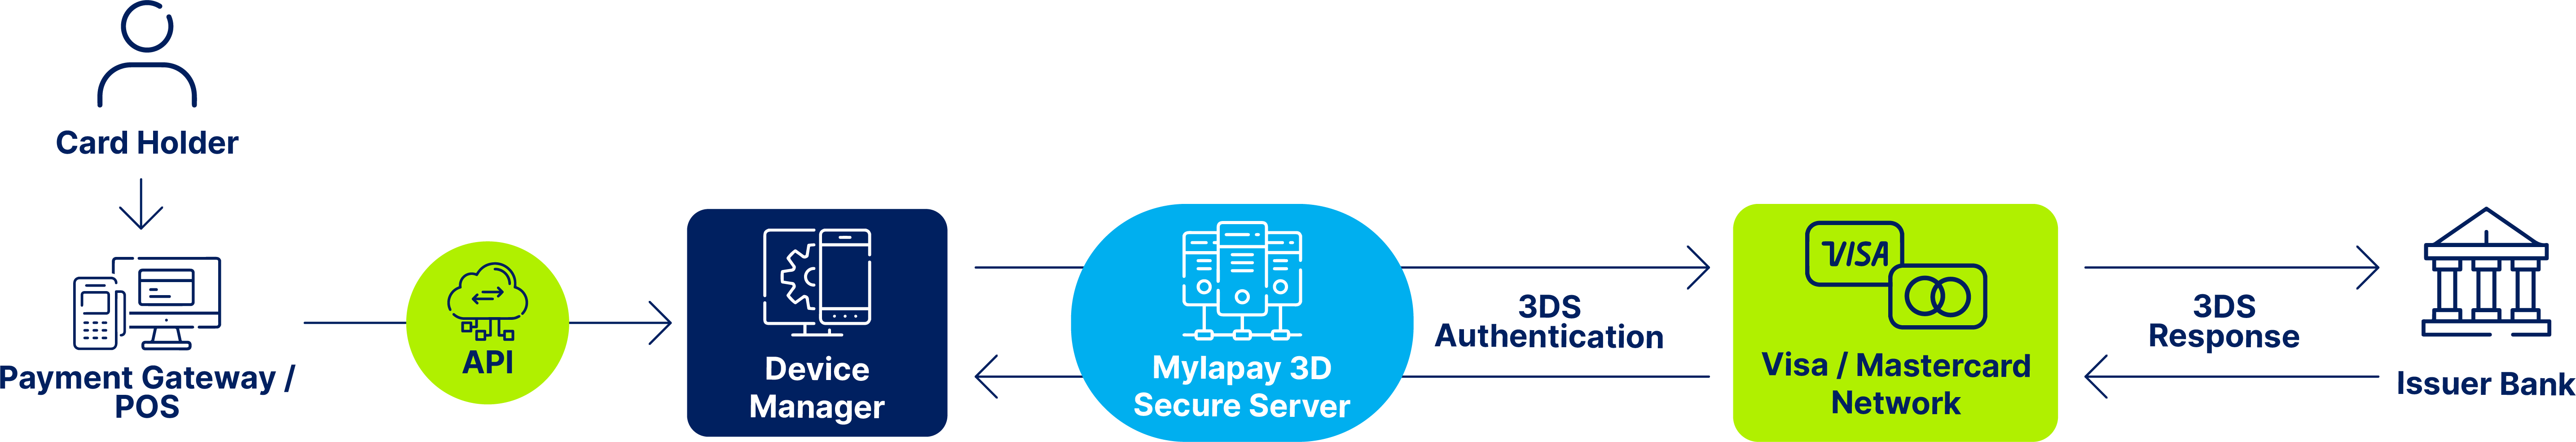 Card Holder
Payment Gateway /
POS
API
Device
Manager
Mylapay 3D
Secure Server
3DS
Authentication
VISA
Visa / Mastercard
Network
3DS
Response
Issuer Bank